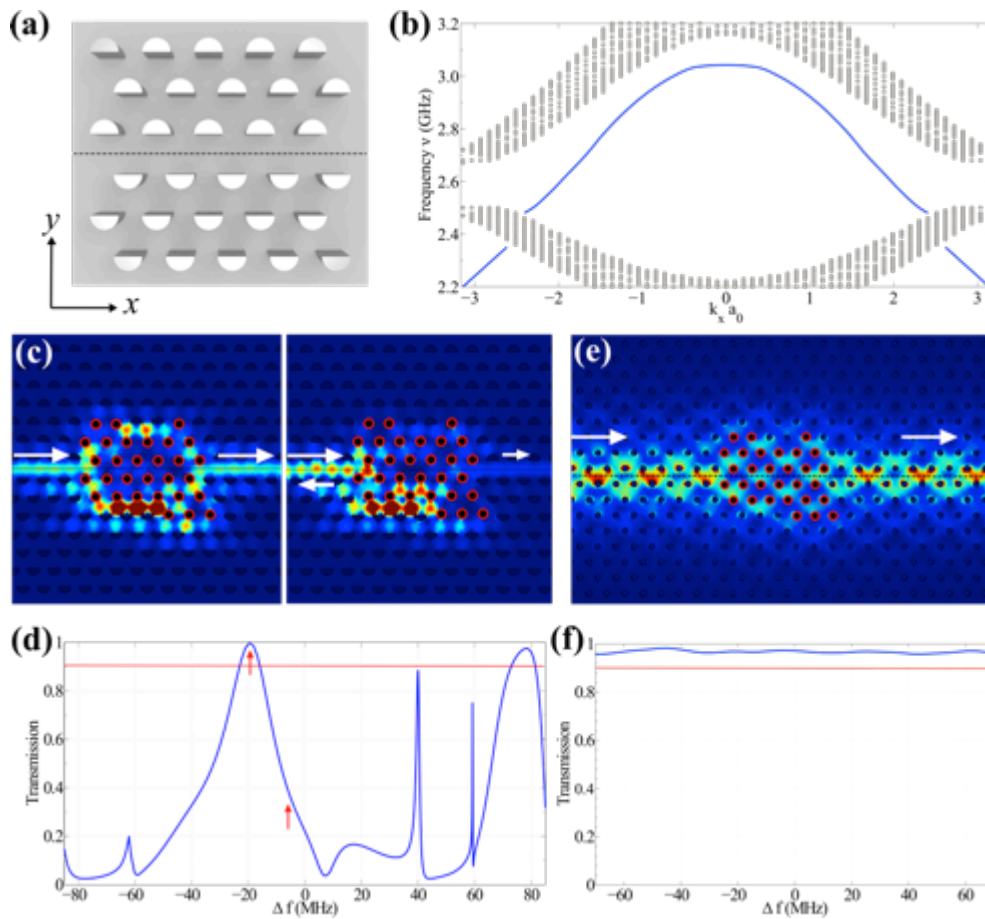 (a)
y
x
(b)
Frequency ν (GHz)
3.2
3.0
2.8
2.6
2.4
2.2
−3 −2 −1 0 1 2 3
kₓ a₀
(c)
(e)
(d)
Transmission
1
0.8
0.6
0.4
0.2
0
−80 −60 −40 −20 0 20 40 60 80
Δ f (MHz)
(f)
Transmission
1
0.8
0.6
0.4
0.2
0
−60 −40 −20 0 20 40 60
Δ f (MHz)